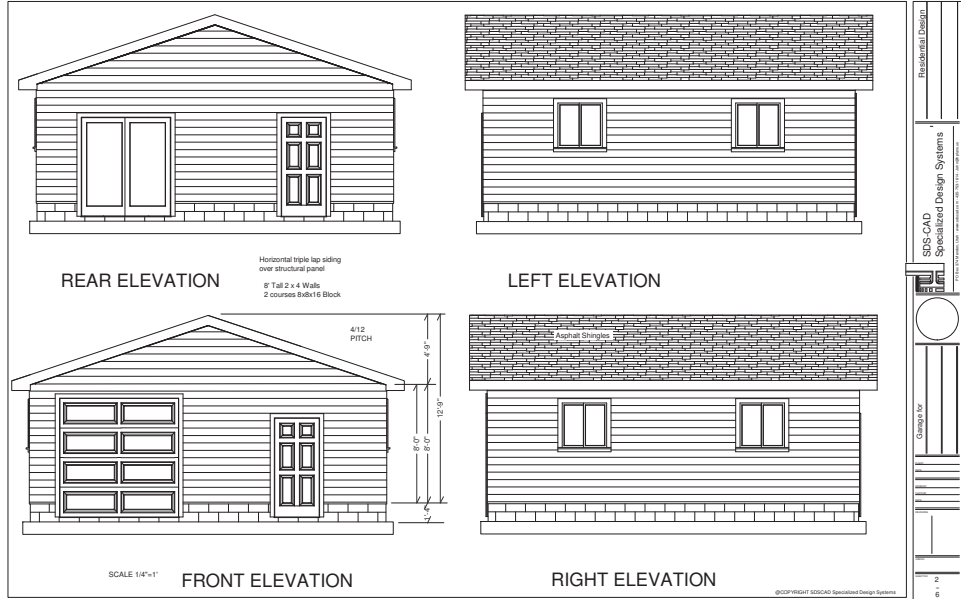 REAR ELEVATION
Horizontal triple lap siding
over structural panel
8' Tall 2 x 4 Walls
2 courses 8x8x16 Block
LEFT ELEVATION
4/12
PITCH
4'-9"
12'-9"
8'-0"
8'-0"
1'-4"
Asphalt Shingles
SCALE 1/4"=1'
FRONT ELEVATION
RIGHT ELEVATION
@COPYRIGHT SDSCAD Specialized Design Systems
Residential Design
SDS-CAD
Specialized Design Systems
Garage for
2
6